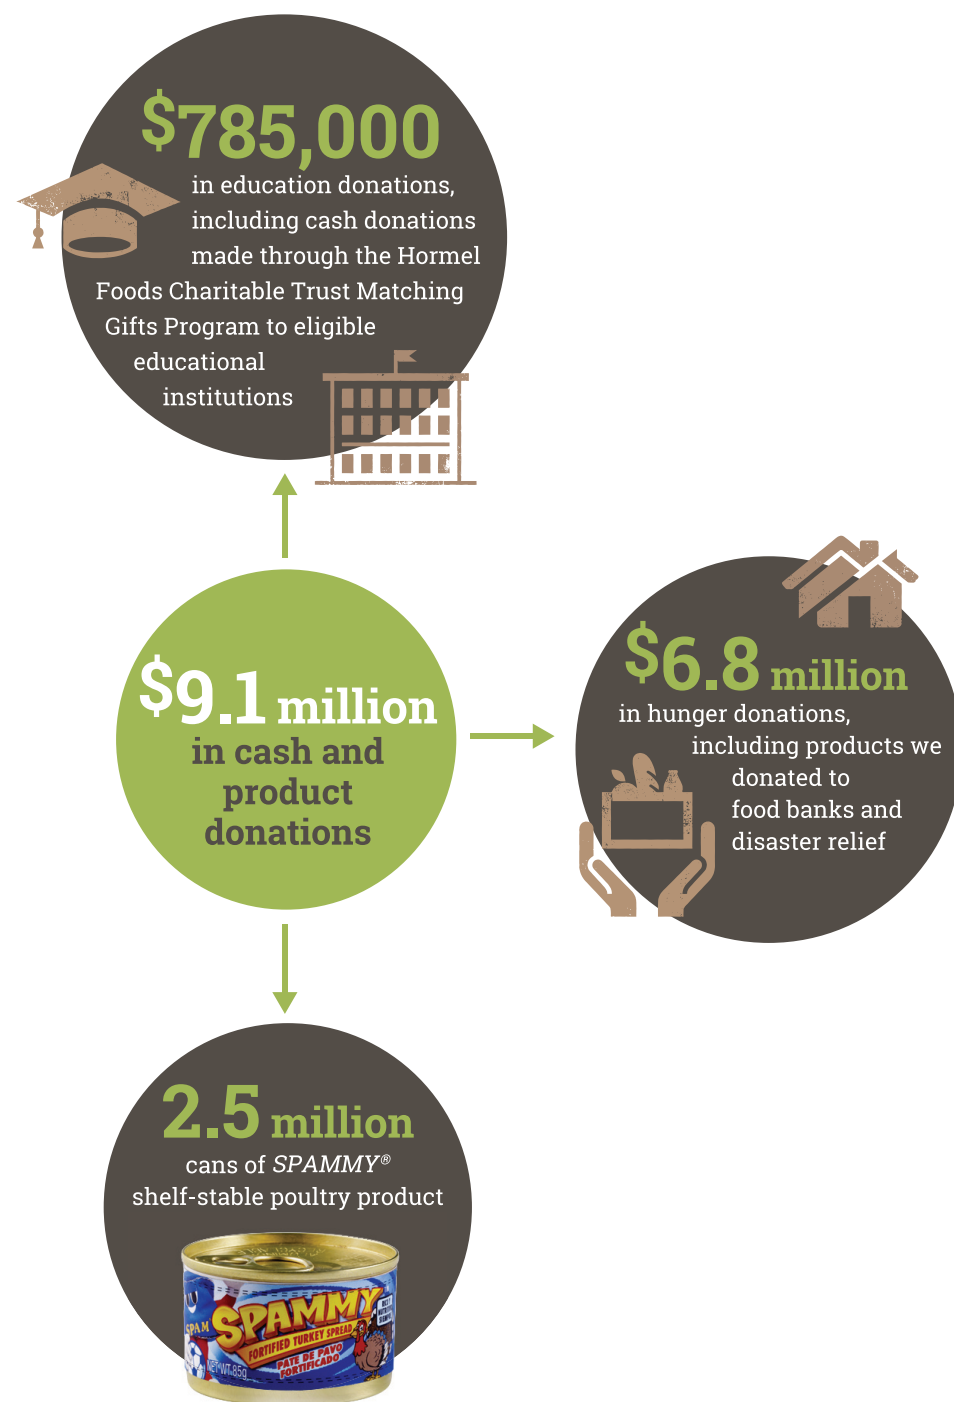 $785,000
in education donations,
including cash donations
made through the Hormel
Foods Charitable Trust Matching
Gifts Program to eligible
educational
institutions
$9.1 million
in cash and
product
donations
$6.8 million
in hunger donations,
including products we
donated to
food banks and
disaster relief
2.5 million
cans of SPAMMY®
shelf-stable poultry product
SPAM
SPAMMY
FORTIFIED TURKEY SPREAD
PATE DE PAVO
FORTIFICADO
NET WT. 85g